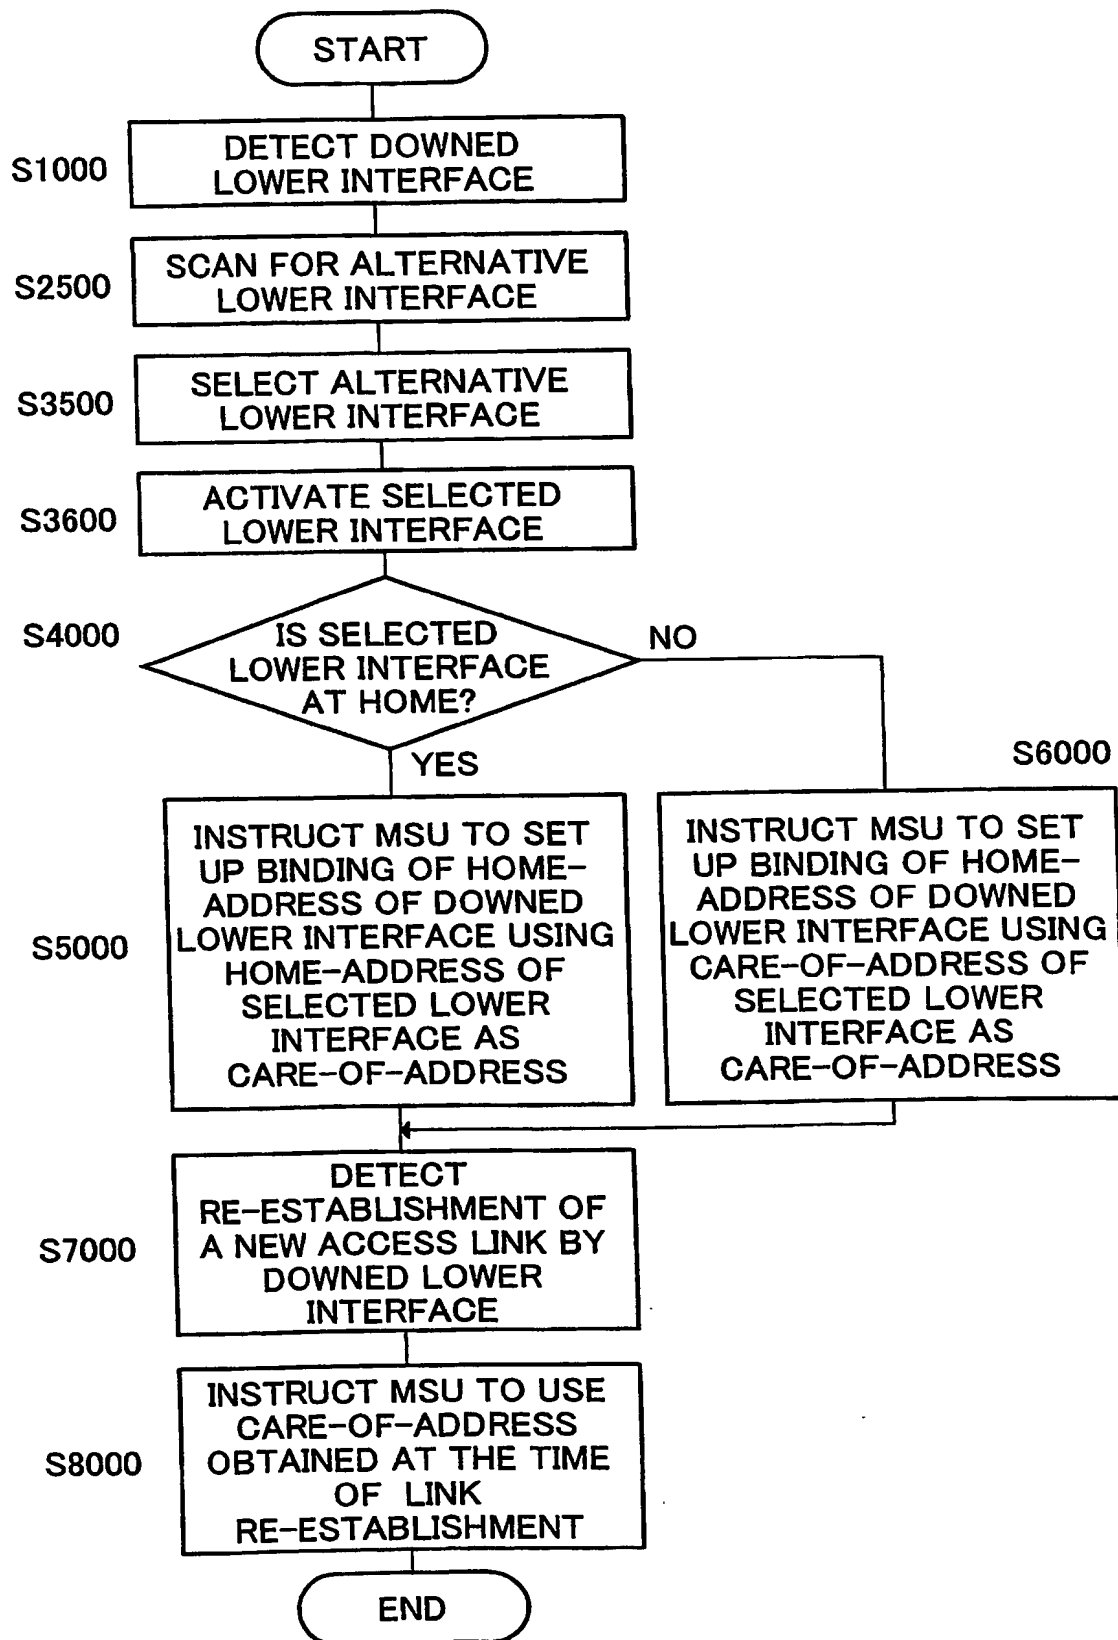 START
S1000
DETECT DOWNED
LOWER INTERFACE
S2500
SCAN FOR ALTERNATIVE
LOWER INTERFACE
S3500
SELECT ALTERNATIVE
LOWER INTERFACE
S3600
ACTIVATE SELECTED
LOWER INTERFACE
S4000
IS SELECTED
LOWER INTERFACE
AT HOME?
NO
YES
S5000
INSTRUCT MSU TO SET
UP BINDING OF HOME-
ADDRESS OF DOWNED
LOWER INTERFACE USING
HOME-ADDRESS OF
SELECTED LOWER
INTERFACE AS
CARE-OF-ADDRESS
S6000
INSTRUCT MSU TO SET
UP BINDING OF HOME-
ADDRESS OF DOWNED
LOWER INTERFACE USING
CARE-OF-ADDRESS OF
SELECTED LOWER
INTERFACE AS
CARE-OF-ADDRESS
S7000
DETECT
RE-ESTABLISHMENT OF
A NEW ACCESS LINK BY
DOWNED LOWER
INTERFACE
S8000
INSTRUCT MSU TO USE
CARE-OF-ADDRESS
OBTAINED AT THE TIME
OF LINK
RE-ESTABLISHMENT
END